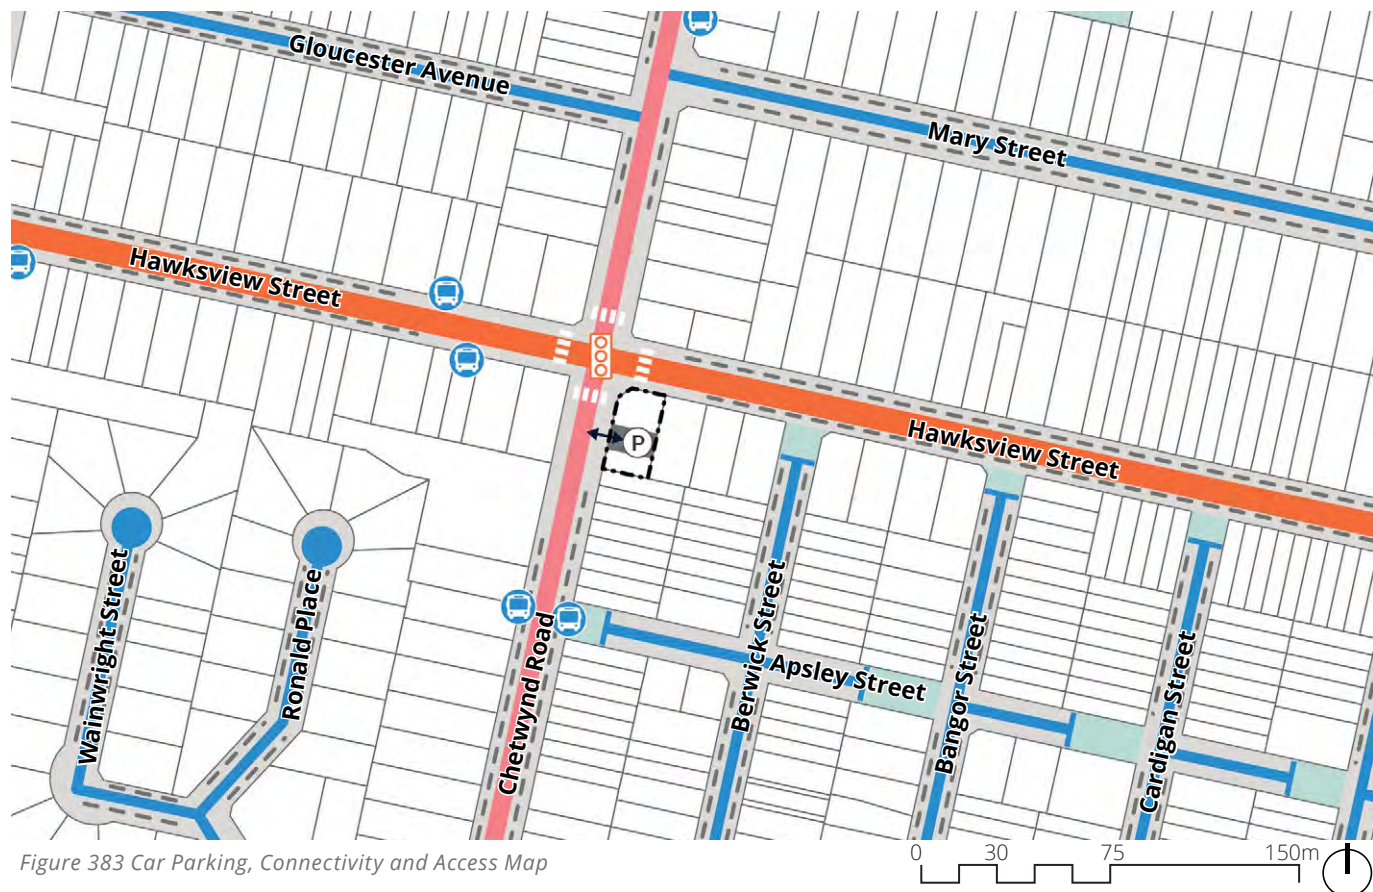 Gloucester Avenue
Mary Street
Hawksview Street
Hawksview Street
P
Wainwright Street
Ronald Place
Chetwynd Road
Berwick Street
Apsley Street
Bangor Street
Cardigan Street
Figure 383 Car Parking, Connectivity and Access Map
0 30 75 150m